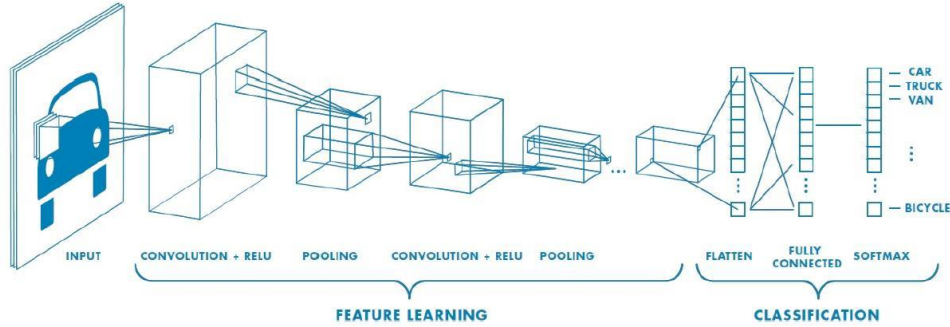 CAR
TRUCK
VAN
BICYCLE
INPUT
CONVOLUTION + RELU
POOLING
CONVOLUTION + RELU
POOLING
FLATTEN
FULLY
CONNECTED
SOFTMAX
FEATURE LEARNING
CLASSIFICATION